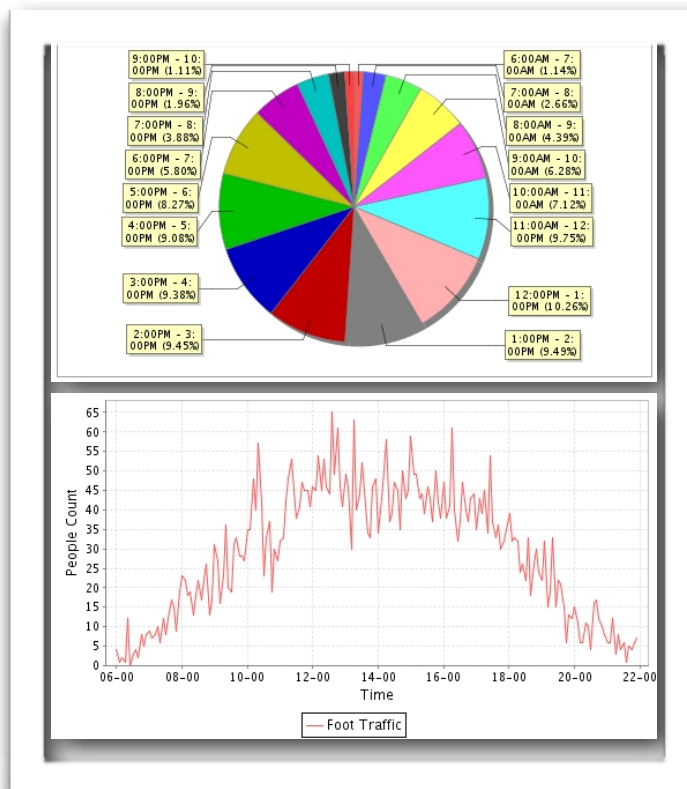 9:00PM - 10:
00PM (1.11%)
8:00PM - 9:
00PM (1.96%)
7:00PM - 8:
00PM (3.88%)
6:00PM - 7:
00PM (5.80%)
5:00PM - 6:
00PM (8.27%)
4:00PM - 5:
00PM (9.08%)
3:00PM - 4:
00PM (9.38%)
2:00PM - 3:
00PM (9.45%)
6:00AM - 7:
00AM (1.14%)
7:00AM - 8:
00AM (2.66%)
8:00AM - 9:
00AM (4.39%)
9:00AM - 10:
00AM (6.28%)
10:00AM - 11:
00AM (7.12%)
11:00AM - 12:
00PM (9.75%)
12:00PM - 1:
00PM (10.26%)
1:00PM - 2:
00PM (9.49%)
People Count
65
60
55
50
45
40
35
30
25
20
15
10
5
0
06-00 08-00 10-00 12-00 14-00 16-00 18-00 20-00 22-00
Time
Foot Traffic